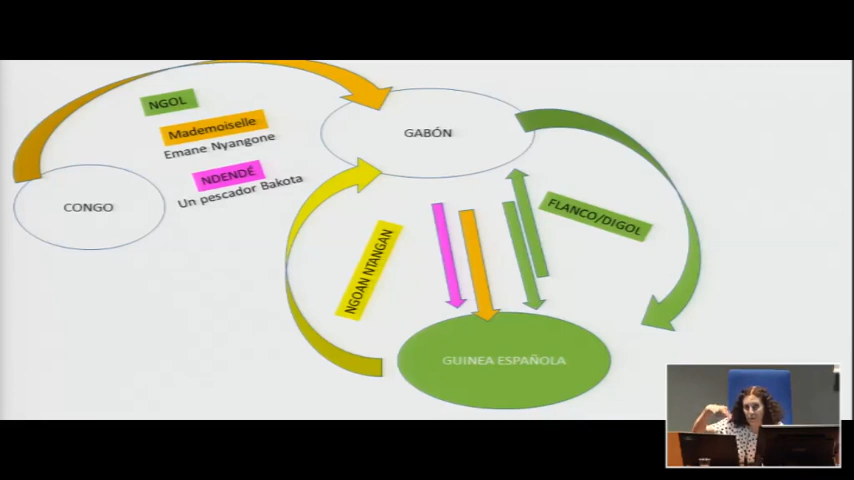 NGOL
Mademoiselle
Emane Nyangone
NDENDÉ
Un pescador Bakota
CONGO
GABÓN
FLANCO/DIGOL
NGOAN NTANGAN
GUINEA ESPAÑOLA